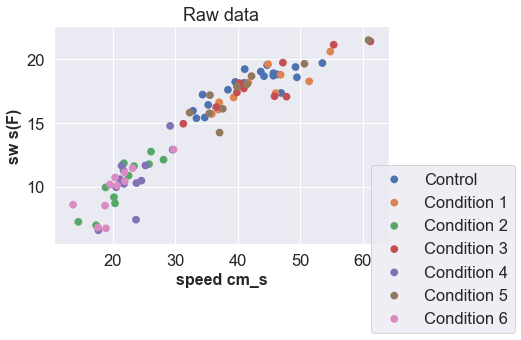 Raw data
20
15
10
sw s(F)
20
30
40
50
60
speed cm_s
Control
Condition 1
Condition 2
Condition 3
Condition 4
Condition 5
Condition 6